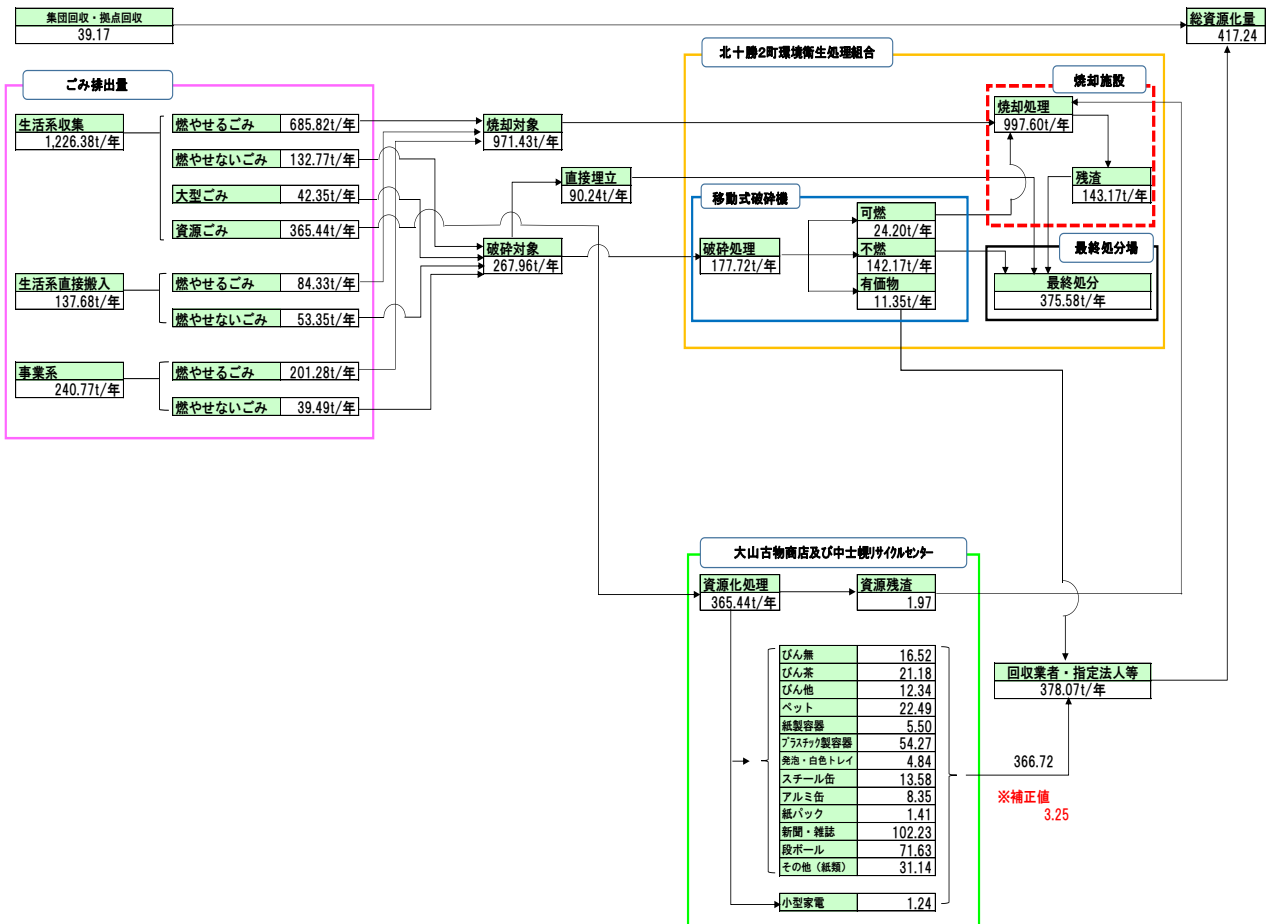 集団回収・拠点回収
39.17
総資源化量
417.24
北十勝2町環境衛生処理組合
ごみ排出量
焼却施設
生活系収集
1,226.38t/年
燃やせるごみ 685.82t/年
燃やせないごみ 132.77t/年
大型ごみ 42.35t/年
資源ごみ 365.44t/年
焼却対象
971.43t/年
焼却処理
997.60t/年
直接埋立
90.24t/年
残渣
143.17t/年
移動式破砕機
破砕対象
267.96t/年
破砕処理
177.72t/年
可燃
24.20t/年
不燃
142.17t/年
有価物
11.35t/年
最終処分場
最終処分
375.58t/年
生活系直接搬入
137.68t/年
燃やせるごみ 84.33t/年
燃やせないごみ 53.35t/年
事業系
240.77t/年
燃やせるごみ 201.28t/年
燃やせないごみ 39.49t/年
大山古物商店及び中士幌リサイクルセンター
資源化処理
365.44t/年
資源残渣
1.97
びん無 16.52
びん茶 21.18
びん他 12.34
ペット 22.49
紙製容器 5.50
プラスチック製容器 54.27
発泡・白色トレイ 4.84
スチール缶 13.58
アルミ缶 8.35
紙パック 1.41
新聞・雑誌 102.23
段ボール 71.63
その他（紙類） 31.14
小型家電 1.24
回収業者・指定法人等
378.07t/年
366.72
※補正値
3.25